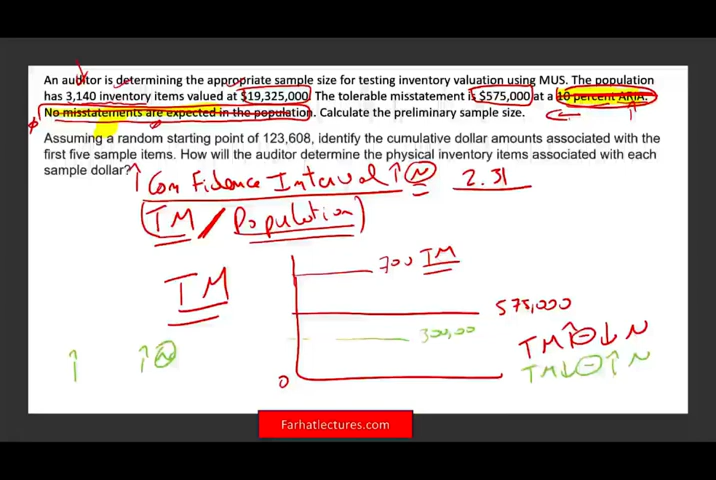 An auditor is determining the appropriate sample size for testing inventory valuation using MUS. The population
has 3,140 inventory items valued at $19,325,000. The tolerable misstatement is $575,000 at a 10 percent ARIA.
No misstatements are expected in the population. Calculate the preliminary sample size.
Assuming a random starting point of 123,608, identify the cumulative dollar amounts associated with the
first five sample items. How will the auditor determine the physical inventory items associated with each
sample dollar?
↑ Confidence Interval ↑ N 2.31
TM / Population
TM
700 TM
575,000
300,00
TM ↑ ⊖ ↓ N
TM ↓ ⊖ ↑ N
↑ ↑ N
0
Farhatlectures.com